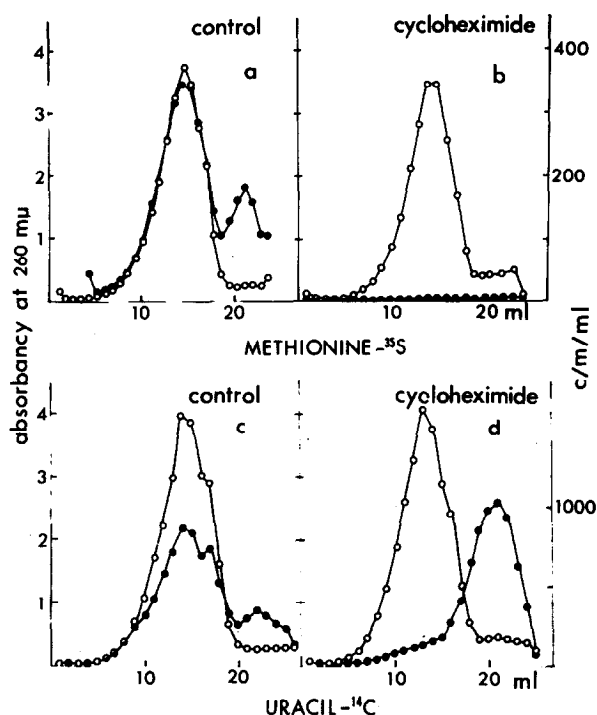 control
cycloheximide
a
b
4
3
2
1
400
200
10
20
10
20 ml
absorbancy at 260 mμ
c/m/ml
METHIONINE-³⁵S
control
cycloheximide
c
d
4
3
2
1
1000
10
20
10
20
ml
URACIL-¹⁴C